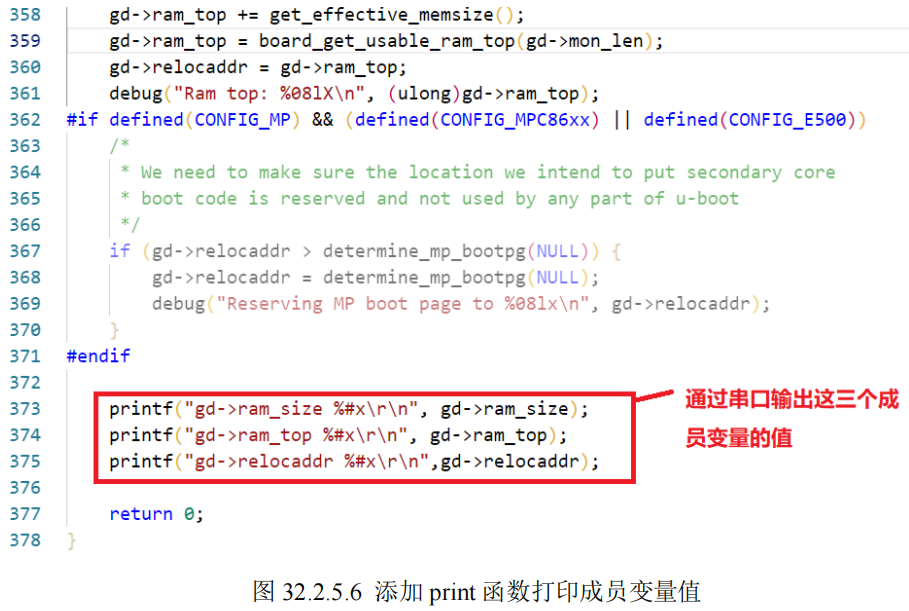 358 gd->ram_top += get_effective_memsize();
359 gd->ram_top = board_get_usable_ram_top(gd->mon_len);
360 gd->relocaddr = gd->ram_top;
361 debug("Ram top: %08lX\n", (ulong)gd->ram_top);
362 #if defined(CONFIG_MP) && (defined(CONFIG_MPC86xx) || defined(CONFIG_E500))
363 /*
364 * We need to make sure the location we intend to put secondary core
365 * boot code is reserved and not used by any part of u-boot
366 */
367 if (gd->relocaddr > determine_mp_bootpg(NULL)) {
368 gd->relocaddr = determine_mp_bootpg(NULL);
369 debug("Reserving MP boot page to %08lx\n", gd->relocaddr);
370 }
371 #endif
372
373 printf("gd->ram_size %#x\r\n", gd->ram_size);
374 printf("gd->ram_top %#x\r\n", gd->ram_top);
375 printf("gd->relocaddr %#x\r\n",gd->relocaddr);
通过串口输出这三个成
员变量的值
376
377 return 0;
378 }
图 32.2.5.6 添加 print 函数打印成员变量值